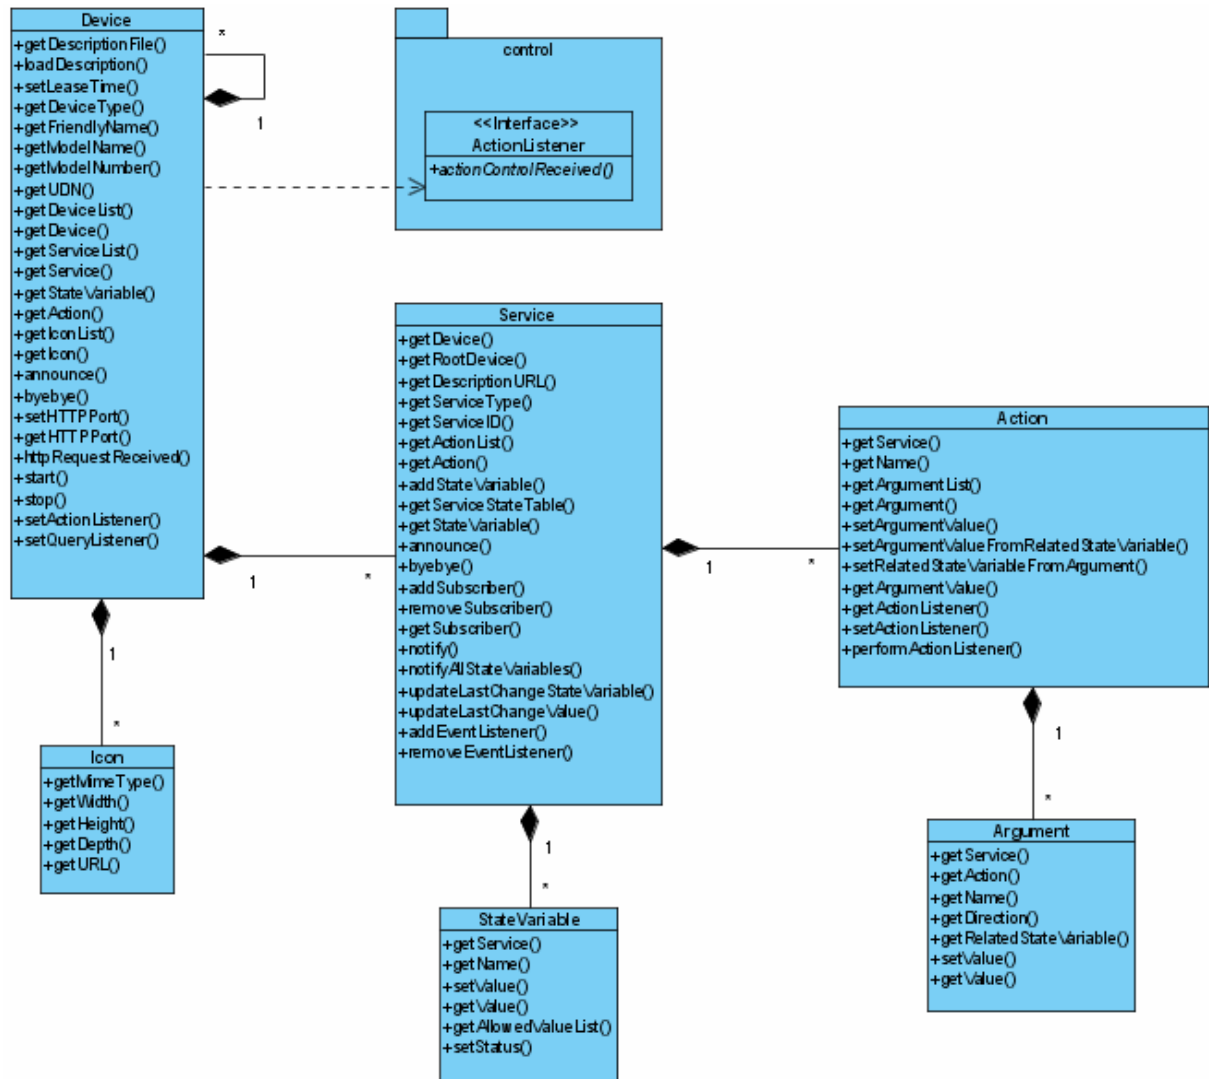 Device
+getDescriptionFile()
+loadDescription()
+setLeaseTime()
+getDeviceType()
+getFriendlyName()
+getModelName()
+getModelNumber()
+getUDN()
+getDeviceList()
+getDevice()
+getServiceList()
+getService()
+getStateVariable()
+getAction()
+getIconList()
+getIcon()
+announce()
+byebye()
+setHTTPPort()
+getHTTPPort()
+httpRequestReceived()
+start()
+stop()
+setActionListener()
+setQueryListener()
*
1
control
<<Interface>>
ActionListener
+actionControlReceived()
Service
+getDevice()
+getRootDevice()
+getDescriptionURL()
+getServiceType()
+getServiceID()
+getActionList()
+getAction()
+addStateVariable()
+getServiceStateTable()
+getStateVariable()
+announce()
+byebye()
+addSubscriber()
+removeSubscriber()
+getSubscriber()
+notify()
+notifyAllStateVariables()
+updateLastChangeStateVariable()
+updateLastChangeValue()
+addEventListener()
+removeEventListener()
1
*
Action
+getService()
+getName()
+getArgumentList()
+getArgument()
+setArgumentValue()
+setArgumentValueFromRelatedStateVariable()
+setRelatedStateVariableFromArgument()
+getArgumentValue()
+getActionListener()
+setActionListener()
+performActionListener()
1
*
1
*
Icon
+getMimeType()
+getWidth()
+getHeight()
+getDepth()
+getURL()
1
*
StateVariable
+getService()
+getName()
+setValue()
+getValue()
+getAllowedValueList()
+setStatus()
1
*
Argument
+getService()
+getAction()
+getName()
+getDirection()
+getRelatedStateVariable()
+setValue()
+getValue()